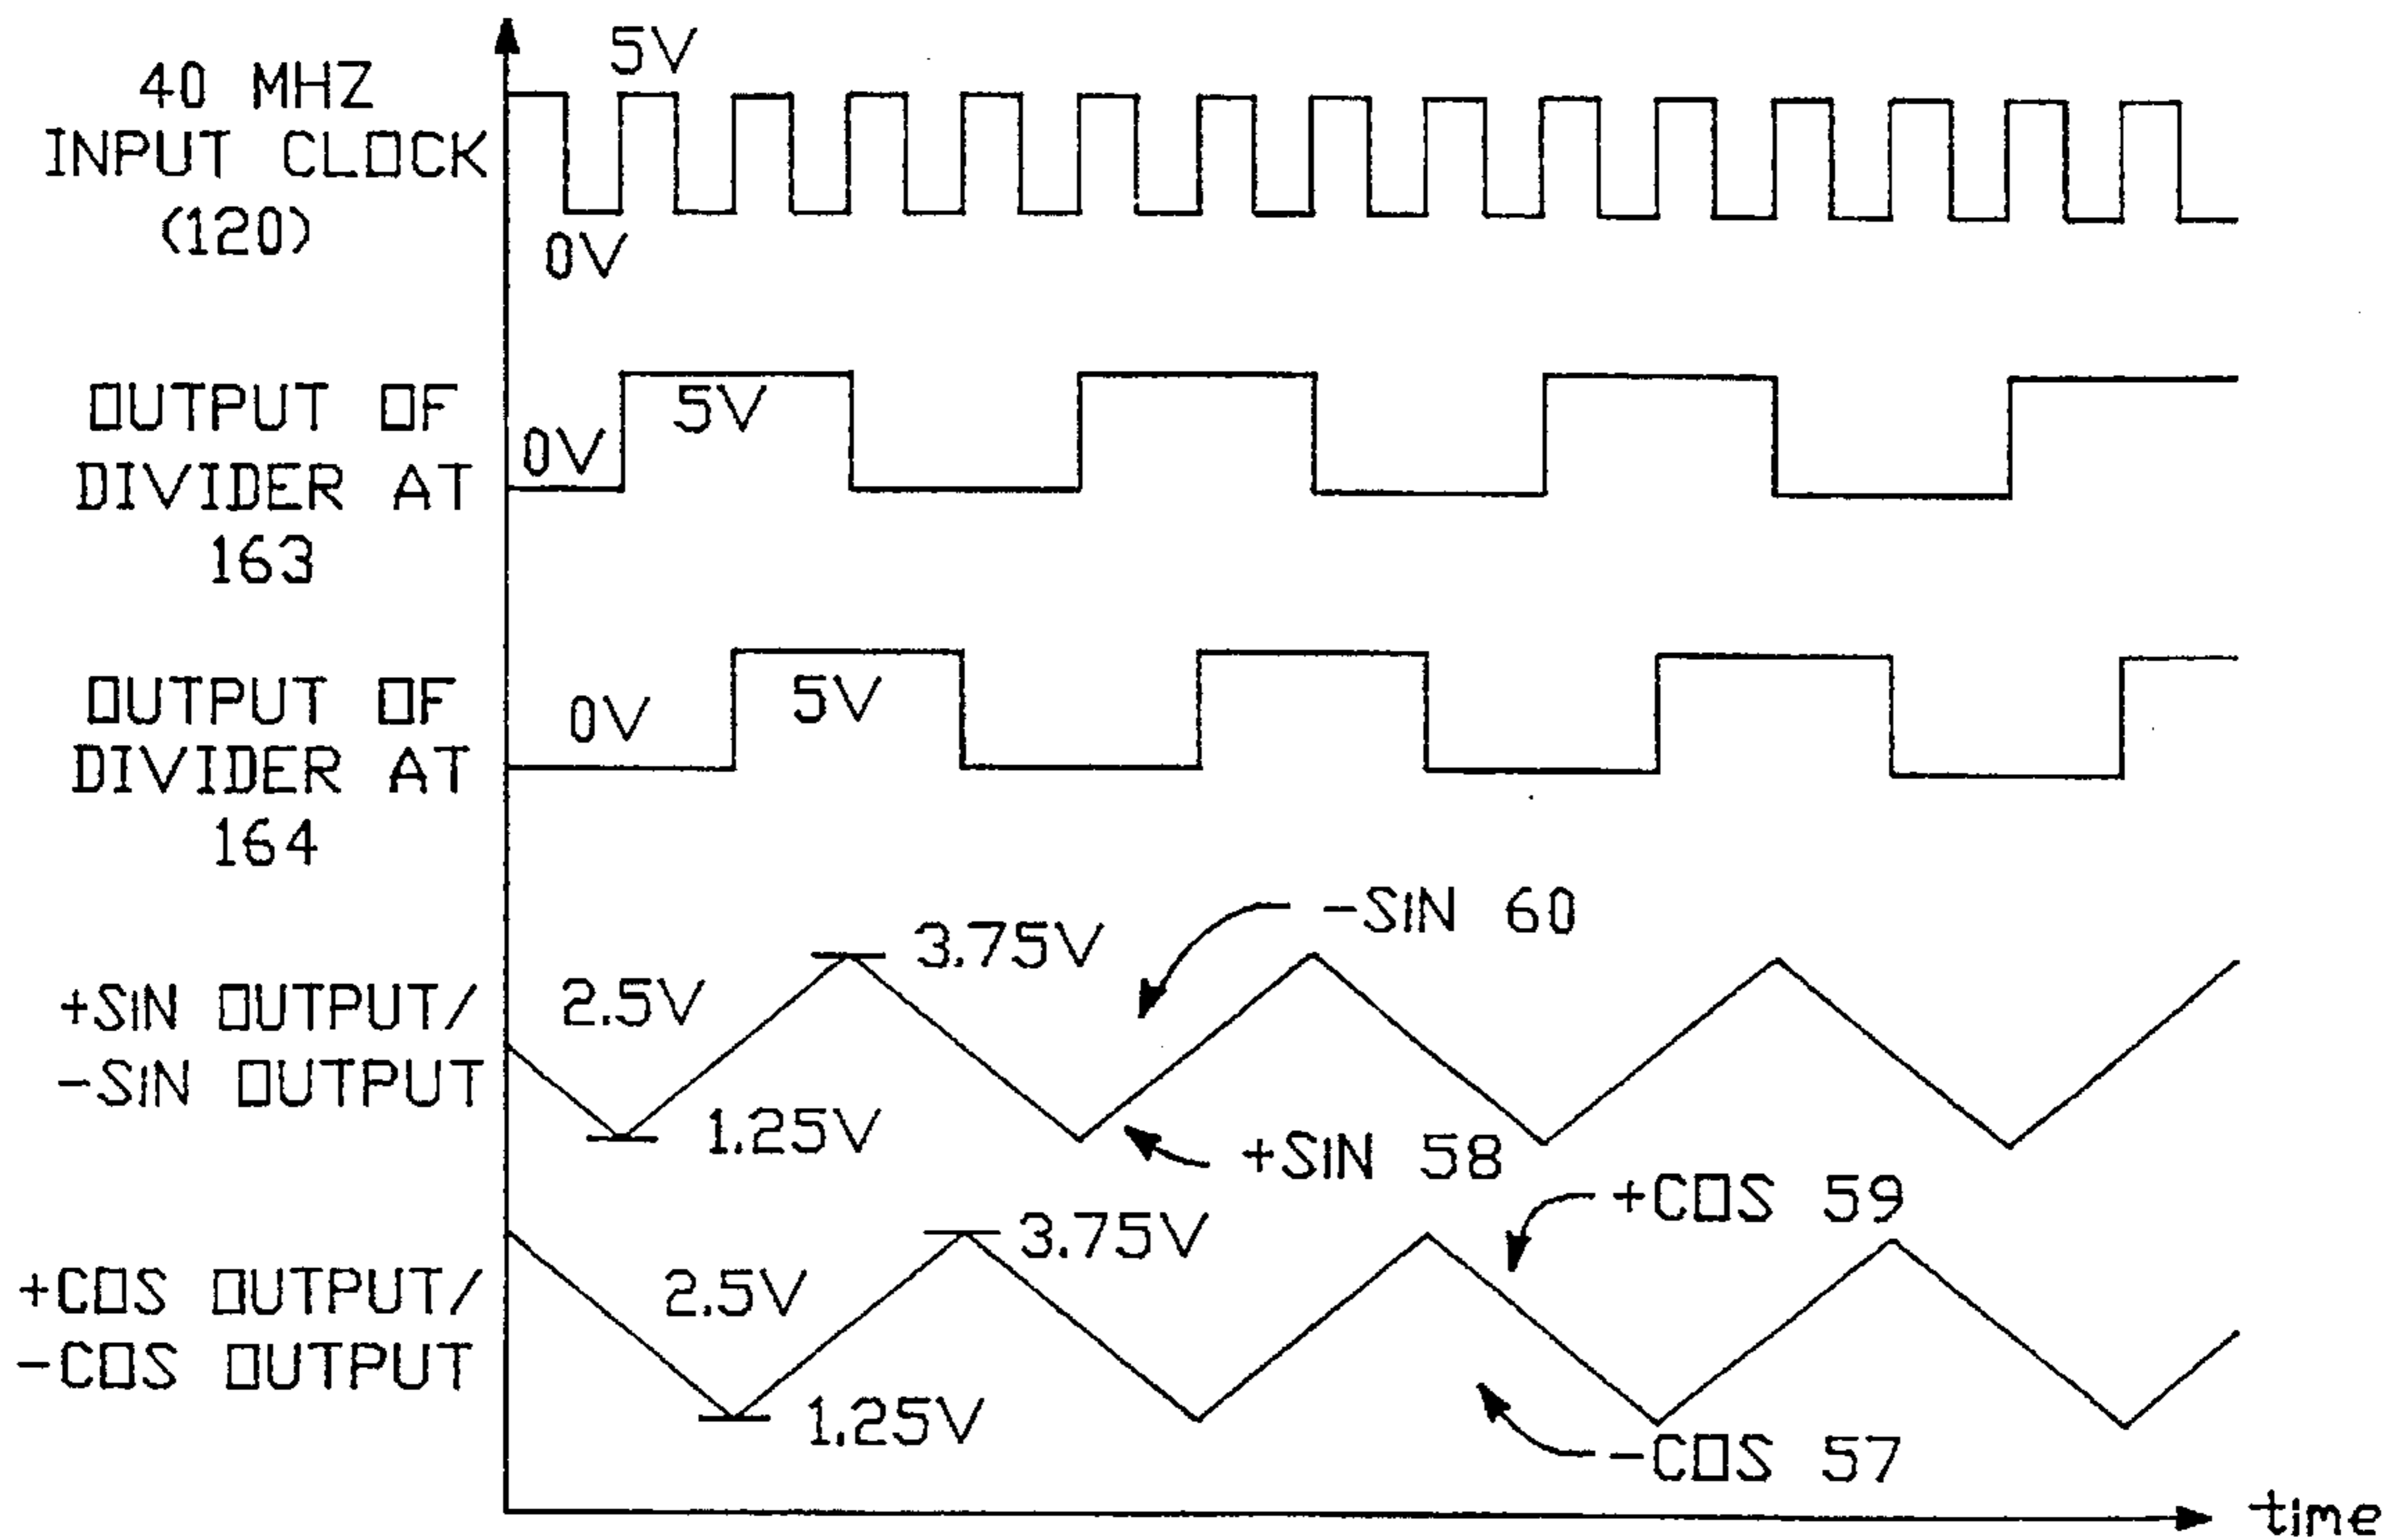 40 MHZ
INPUT CLOCK
(120)
5V
0V
OUTPUT OF
DIVIDER AT
163
0V
5V
OUTPUT OF
DIVIDER AT
164
0V
5V
+SIN OUTPUT/
-SIN OUTPUT
2.5V
3.75V
1.25V
-SIN 60
+SIN 58
+COS OUTPUT/
-COS OUTPUT
2.5V
3.75V
1.25V
+COS 59
-COS 57
time